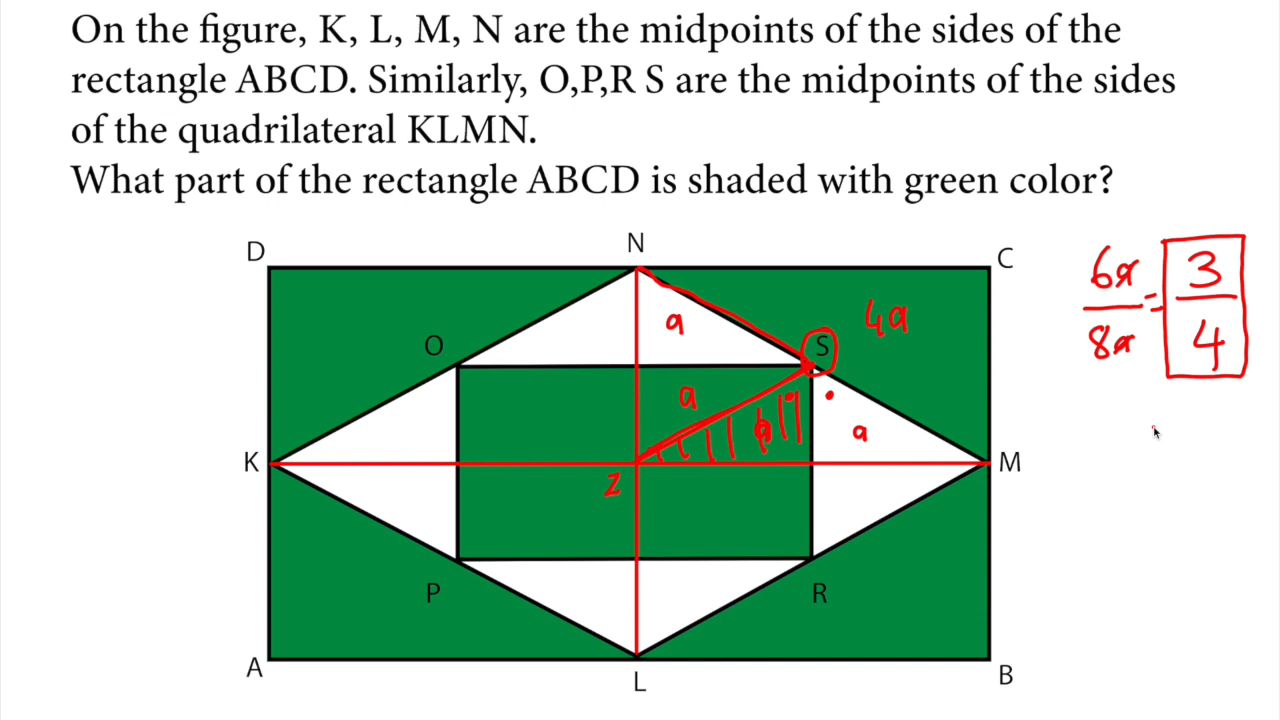 On the figure, K, L, M, N are the midpoints of the sides of the
rectangle ABCD. Similarly, O,P,R S are the midpoints of the sides
of the quadrilateral KLMN.
What part of the rectangle ABCD is shaded with green color?
D N C
a 4a
O S
6a/8a = 3/4
a a a
K M
Z
P R
A L B